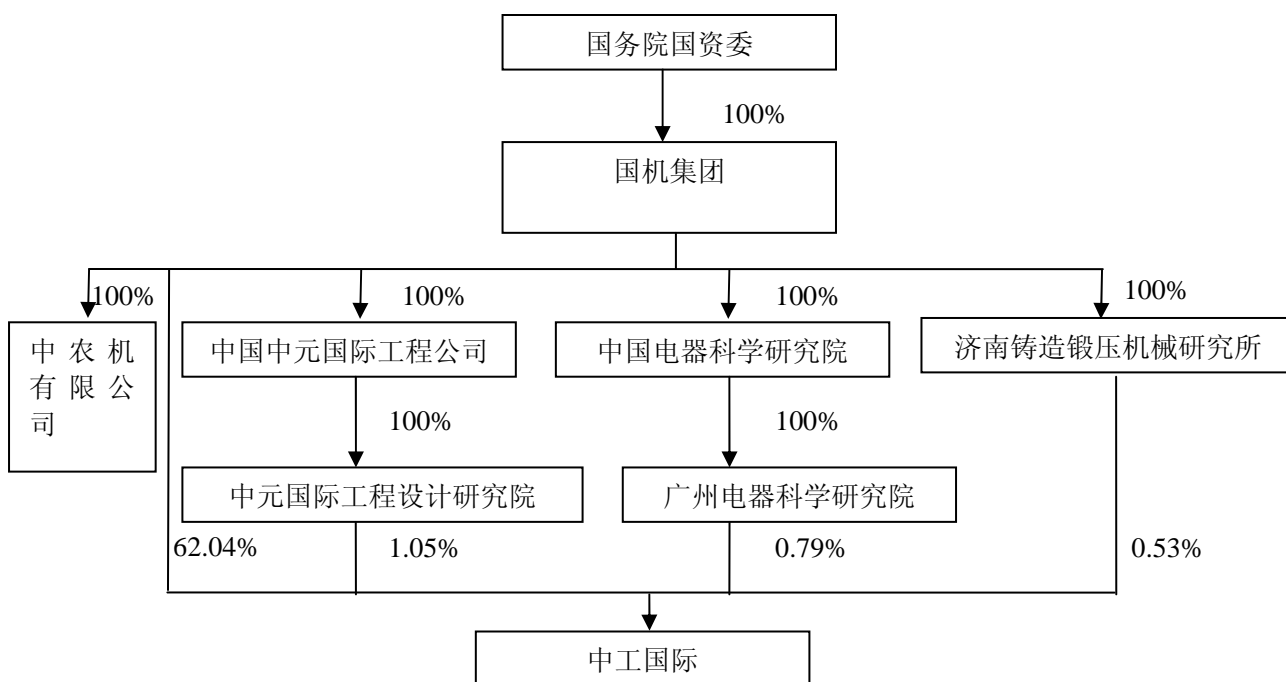 国务院国资委
100%
国机集团
100%
100%
100%
100%
中农机
有限公
司
中国中元国际工程公司
中国电器科学研究院
济南铸造锻压机械研究所
100%
100%
中元国际工程设计研究院
广州电器科学研究院
62.04%
1.05%
0.79%
0.53%
中工国际